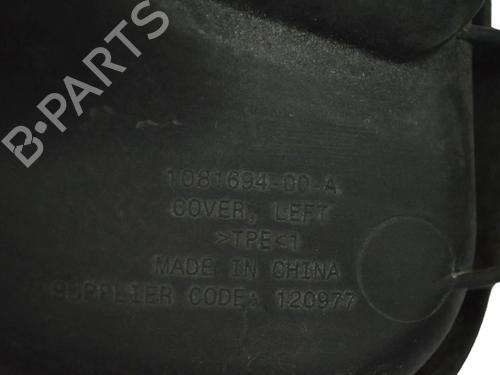 B-PARTS
1081694-00-A
COVER, LEFT
>TPE<1
MADE IN CHINA
SUPPLIER CODE: 120977